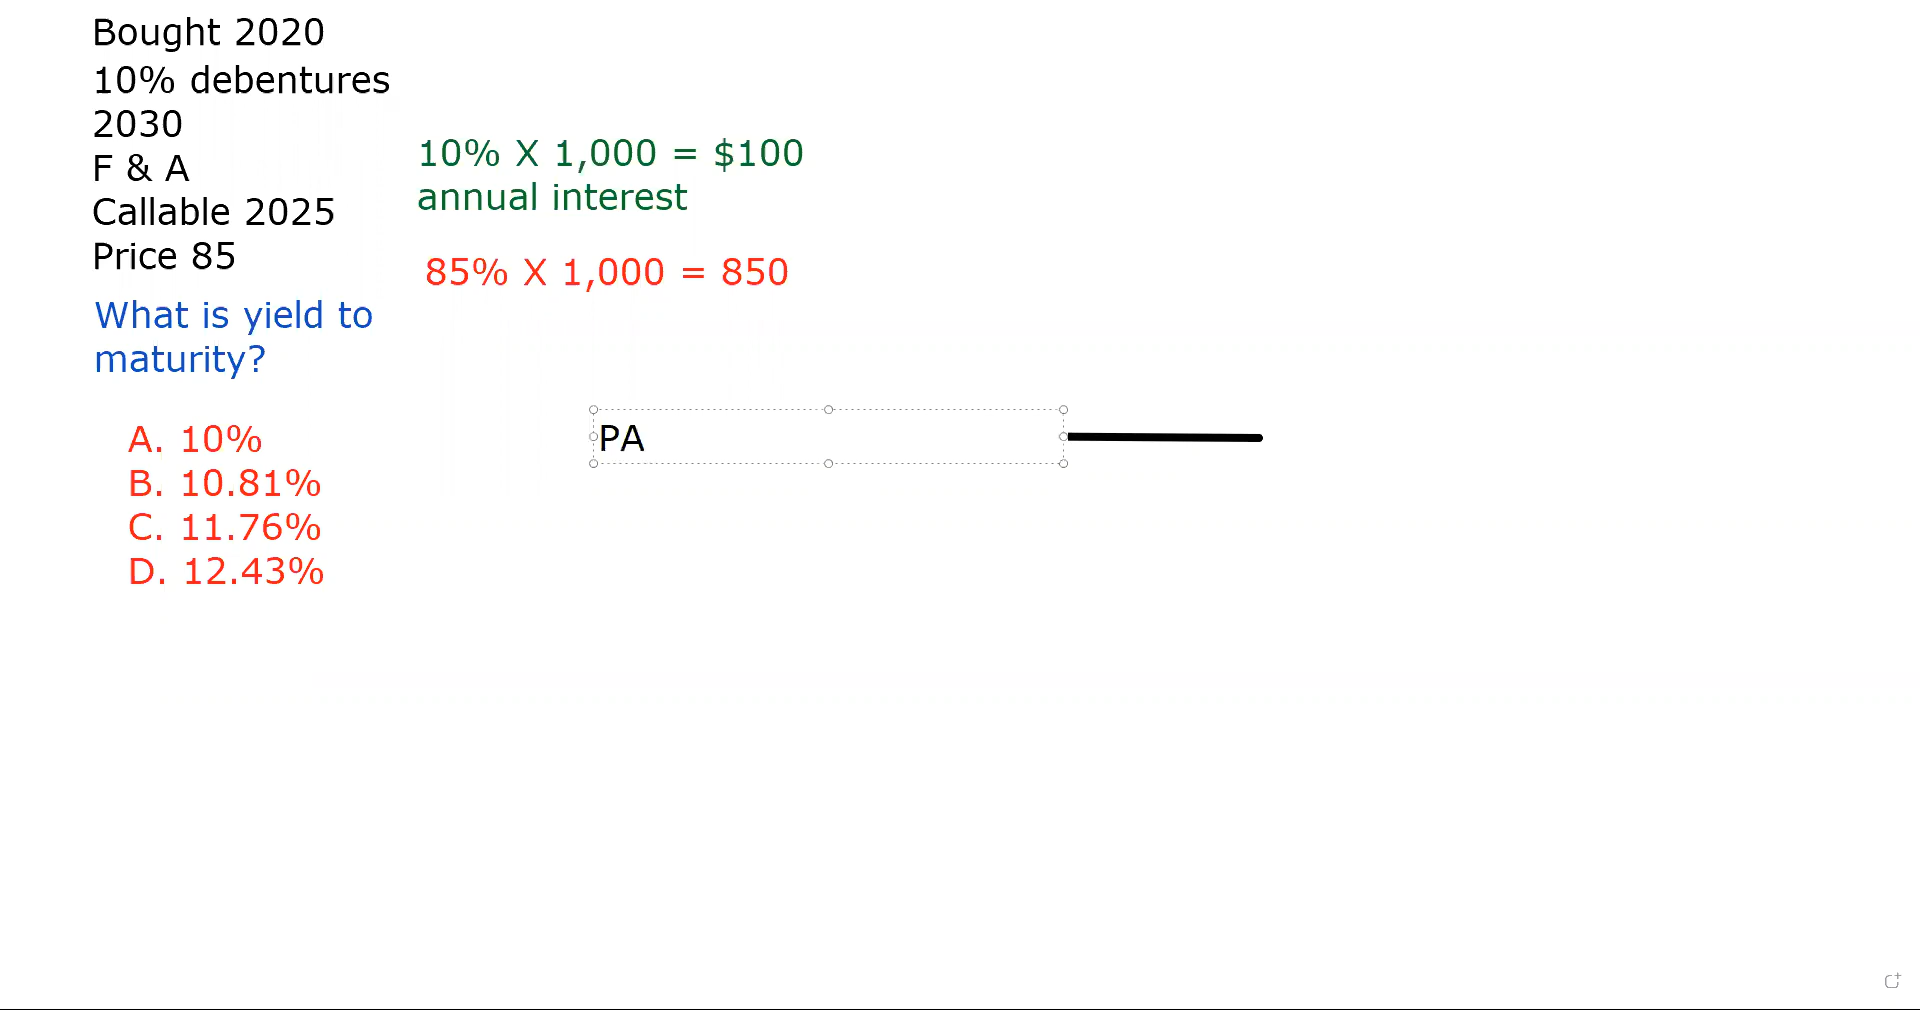 Bought 2020
10% debentures
2030
F & A
Callable 2025
Price 85
10% X 1,000 = $100
annual interest
85% X 1,000 = 850
What is yield to
maturity?
A. 10%
B. 10.81%
C. 11.76%
D. 12.43%
PA